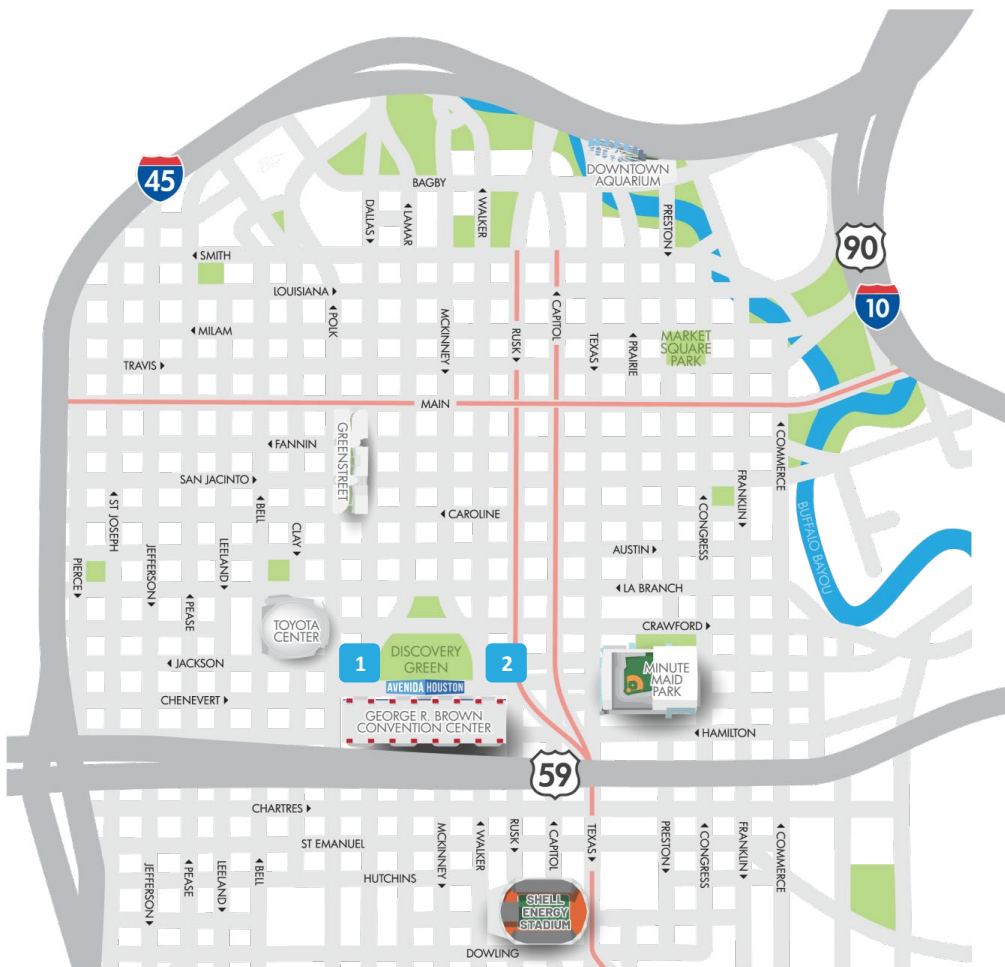 45
DOWNTOWN
AQUARIUM
BAGBY
DALLAS
LAMAR
WALKER
PRESTON
SMITH
90
LOUISIANA
10
POLK
MILAM
MCKINNEY
RUSK
CAPITOL
TEXAS
PRAIRIE
MARKET
SQUARE
PARK
TRAVIS
MAIN
FANNIN
GREENSTREET
COMMERCE
SAN JACINTO
BELL
ST JOSEPH
CAROLINE
FRANKLIN
CONGRESS
BUFFALO BAYOU
CLAY
LEELAND
JEFFERSON
PIERCE
AUSTIN
LA BRANCH
PEASE
TOYOTA
CENTER
CRAWFORD
1
DISCOVERY
GREEN
2
JACKSON
MINUTE
MAID
PARK
AVENIDA HOUSTON
CHENEVERT
GEORGE R. BROWN
CONVENTION CENTER
HAMILTON
59
CHARTRES
ST EMANUEL
MCKINNEY
WALKER
RUSK
CAPITOL
TEXAS
PRESTON
CONGRESS
FRANKLIN
COMMERCE
JEFFERSON
PEASE
LEELAND
BELL
HUTCHINS
SHELL
ENERGY
STADIUM
DOWLING